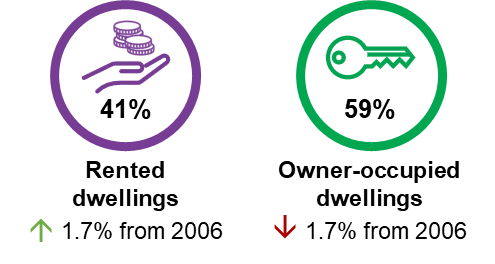 41%
Rented
dwellings
↑ 1.7% from 2006
59%
Owner-occupied
dwellings
↓ 1.7% from 2006